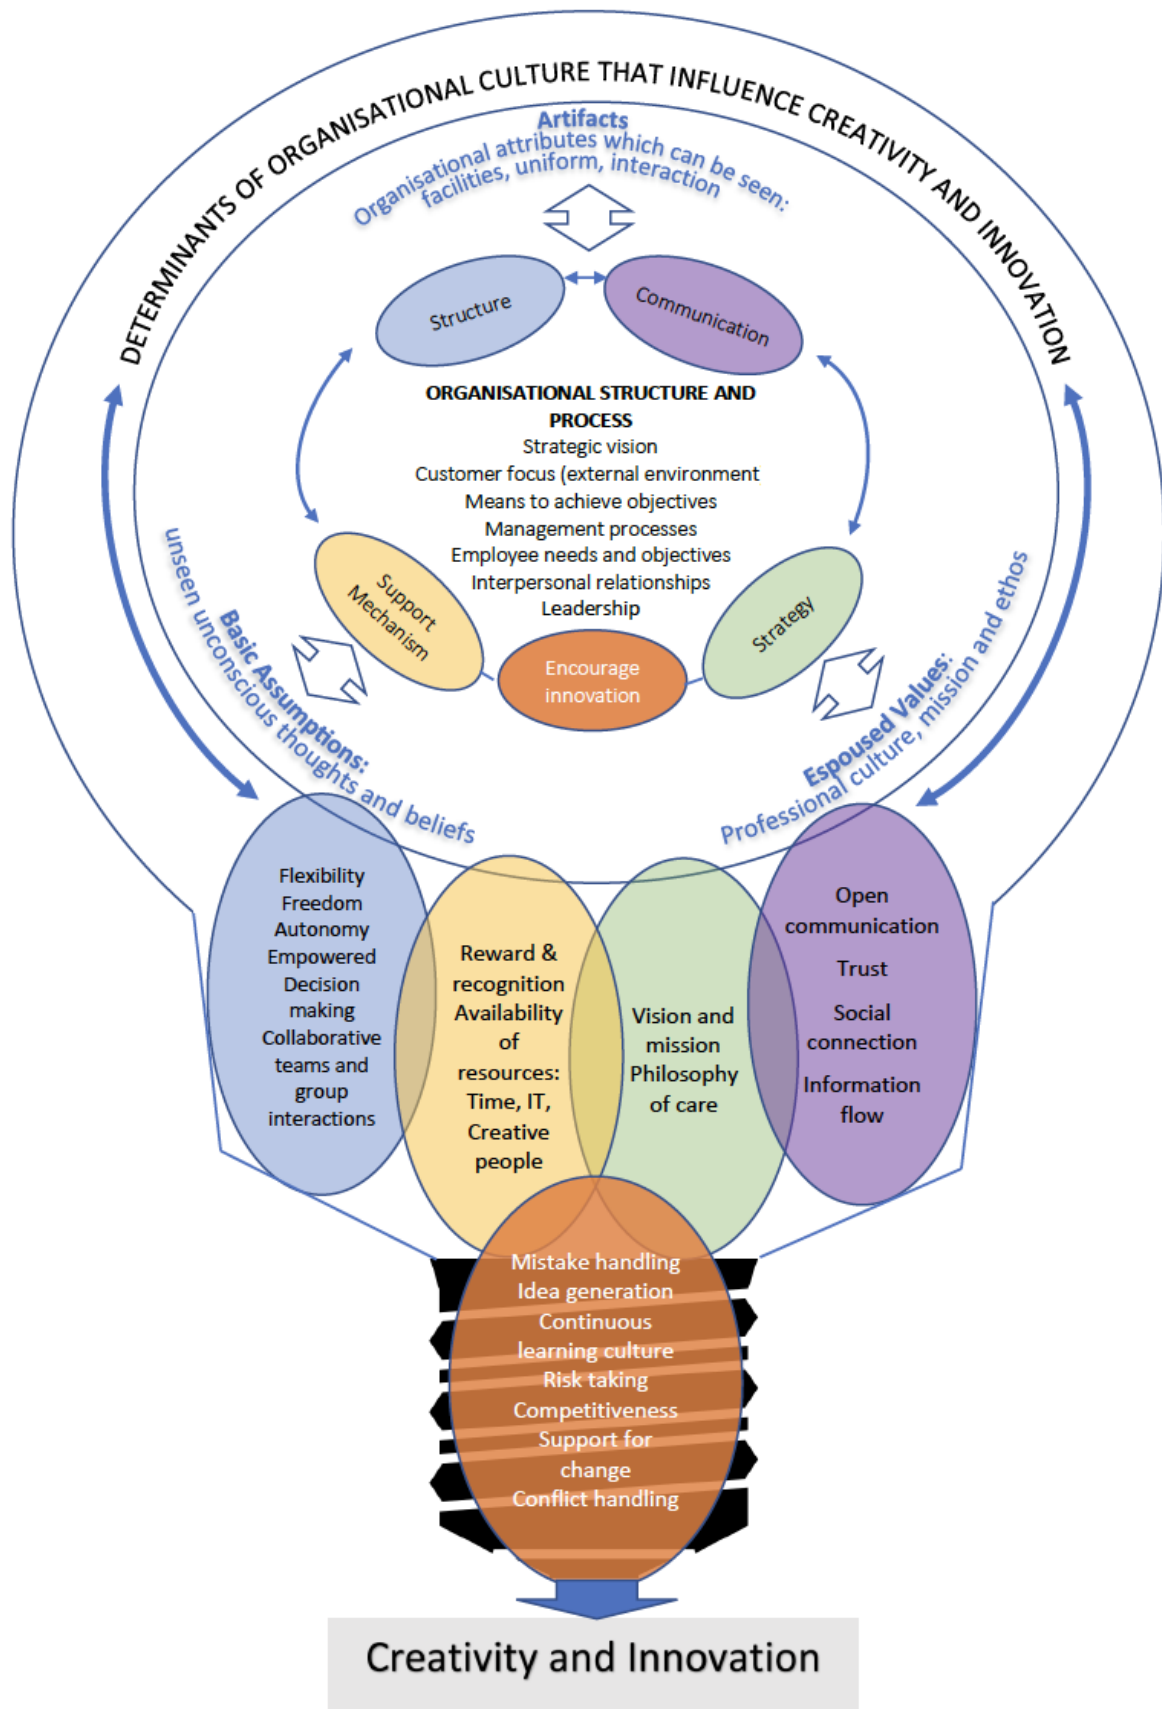 DETERMINANTS OF ORGANISATIONAL CULTURE THAT INFLUENCE CREATIVITY AND INNOVATION
Artifacts
Organisational attributes which can be seen:
facilities, uniform, interaction
Structure
Communication
ORGANISATIONAL STRUCTURE AND
PROCESS
Strategic vision
Customer focus (external environment
Means to achieve objectives
Management processes
Employee needs and objectives
Interpersonal relationships
Leadership
Support
Mechanism
Strategy
Encourage
innovation
Basic Assumptions:
unseen unconscious thoughts and beliefs
Espoused Values:
Professional culture, mission and ethos
Flexibility
Freedom
Autonomy
Empowered
Decision
making
Collaborative
teams and
group
interactions
Reward &
recognition
Availability
of
resources:
Time, IT,
Creative
people
Vision and
mission
Philosophy
of care
Open
communication
Trust
Social
connection
Information
flow
Mistake handling
Idea generation
Continuous
learning culture
Risk taking
Competitiveness
Support for
change
Conflict handling
Creativity and Innovation